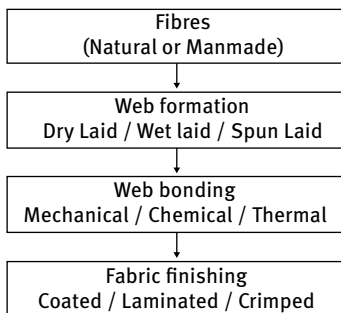 Fibres
(Natural or Manmade)
Web formation
Dry Laid / Wet laid / Spun Laid
Web bonding
Mechanical / Chemical / Thermal
Fabric finishing
Coated / Laminated / Crimped